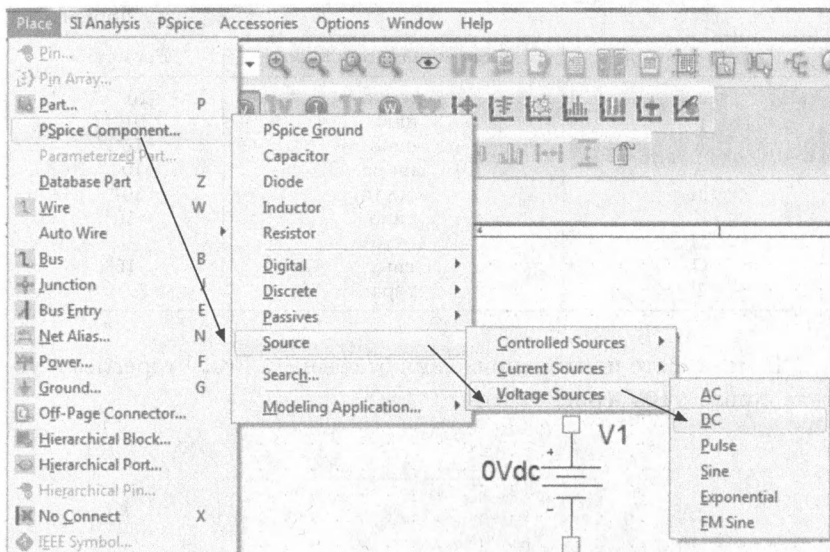 Place SI Analysis PSpice Accessories Options Window Help
Pin...
Pin Array...
Part... P
PSpice Component...
Parameterized Part...
Database Part Z
Wire W
Auto Wire
Bus B
Junction J
Bus Entry E
Net Alias... N
Power... F
Ground... G
Off-Page Connector...
Hierarchical Block...
Hierarchical Port...
Hierarchical Pin...
No Connect X
IEEE Symbol...
PSpice Ground
Capacitor
Diode
Inductor
Resistor
Digital
Discrete
Passives
Source
Search...
Modeling Application...
Controlled Sources
Current Sources
Voltage Sources
AC
DC
Pulse
Sine
Exponential
FM Sine
V1
0Vdc
+
-